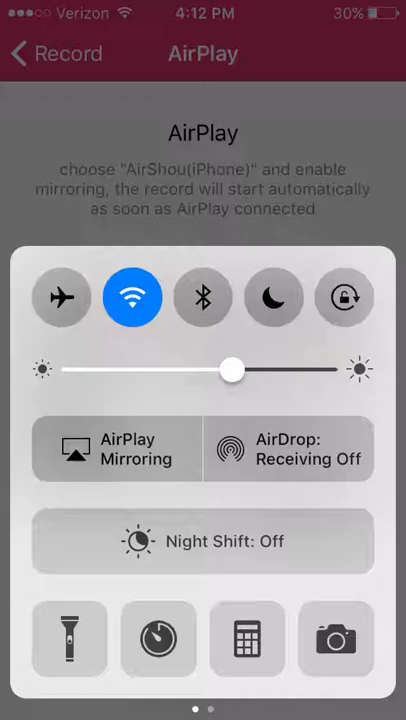 Verizon 4:12 PM 30%
Record AirPlay
AirPlay
choose "AirShou(iPhone)" and enable
mirroring, the record will start automatically
as soon as AirPlay connected
AirPlay
Mirroring
AirDrop:
Receiving Off
Night Shift: Off